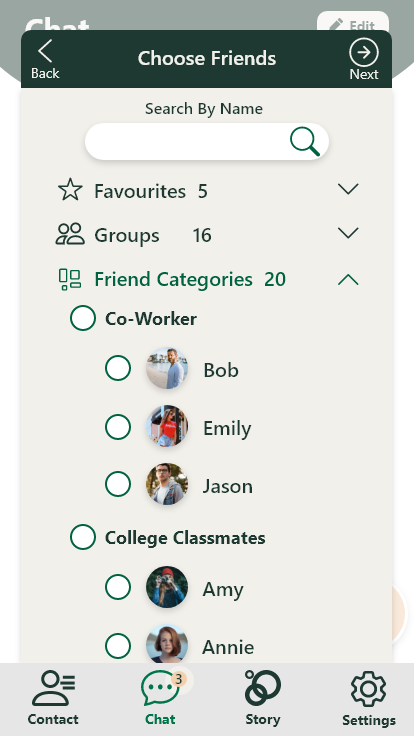 Chat
Edit
Back
Choose Friends
Next
Search By Name
Favourites 5
Groups 16
Friend Categories 20
Co-Worker
Bob
Emily
Jason
College Classmates
Amy
Annie
3
Contact
Chat
Story
Settings